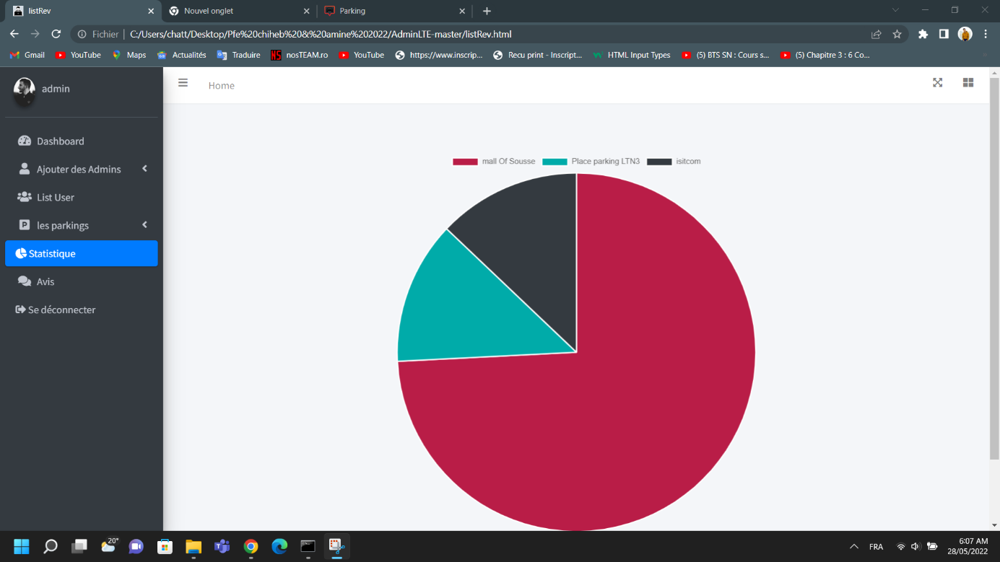 listRev
Nouvel onglet
Parking
Fichier
C:/Users/chatt/Desktop/Pfe%20chiheb%20&%20amine%202022/AdminLTE-master/listRev.html
Gmail
YouTube
Maps
Actualités
Traduire
NS
nosTEAM.ro
YouTube
https://www.inscrip...
Recu print - Inscript...
HTML Input Types
(5) BTS SN : Cours s...
(5) Chapitre 3 : 6 Co...
admin
Home
Dashboard
Ajouter des Admins
List User
les parkings
Statistique
Avis
Se déconnecter
mall Of Sousse
Place parking LTN3
isitcom
20°
FRA
6:07 AM
28/05/2022